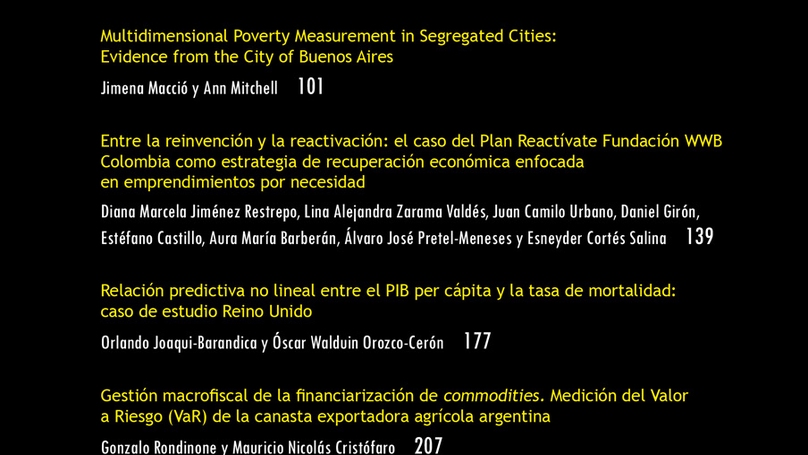 Multidimensional Poverty Measurement in Segregated Cities:
Evidence from the City of Buenos Aires
Jimena Macció y Ann Mitchell 101
Entre la reinvención y la reactivación: el caso del Plan Reactívate Fundación WWB
Colombia como estrategia de recuperación económica enfocada
en emprendimientos por necesidad
Diana Marcela Jiménez Restrepo, Lina Alejandra Zarama Valdés, Juan Camilo Urbano, Daniel Girón,
Estéfano Castillo, Aura María Barberán, Álvaro José Pretel-Meneses y Esneyder Cortés Salina 139
Relación predictiva no lineal entre el PIB per cápita y la tasa de mortalidad:
caso de estudio Reino Unido
Orlando Joaqui-Barandica y Óscar Walduin Orozco-Cerón 177
Gestión macrofiscal de la financiarización de commodities. Medición del Valor
a Riesgo (VaR) de la canasta exportadora agrícola argentina
Gonzalo Rondinone y Mauricio Nicolás Cristófaro 207